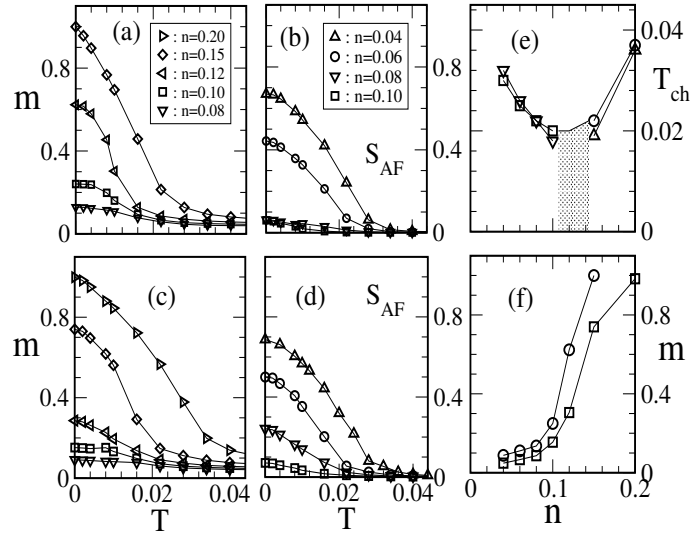 (a)
m
0.8
0.4
0
: n=0.20
: n=0.15
: n=0.12
: n=0.10
: n=0.08
(b)
: n=0.04
: n=0.06
: n=0.08
: n=0.10
S_AF
0.8
0.4
0
(e)
0.04
T_ch
0.02
0
(c)
m
0.8
0.4
0
0 0.02 0.04
T
(d)
S_AF
0.8
0.4
0
0 0.02 0.04
T
(f)
0.8
m
0.4
0
0 0.1 0.2
n